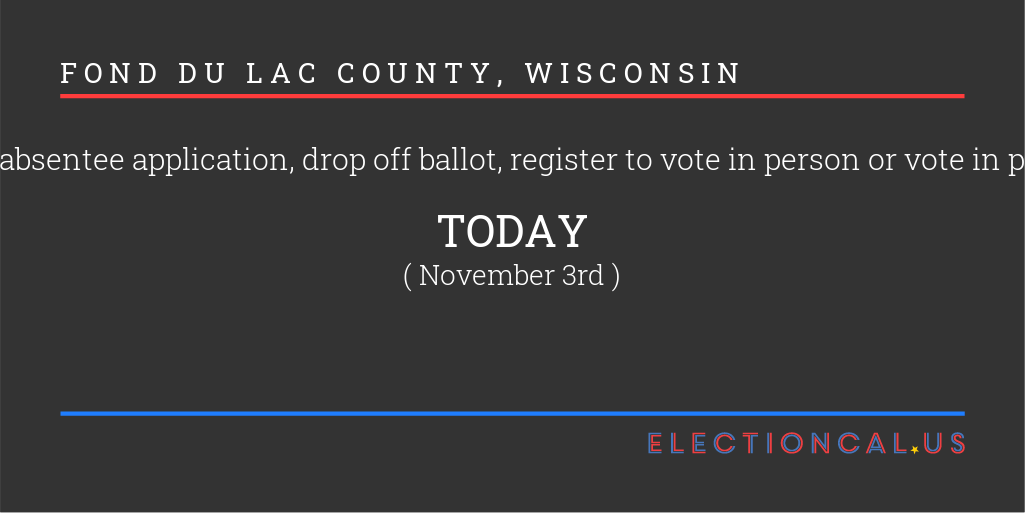 FOND DU LAC COUNTY, WISCONSIN
absentee application, drop off ballot, register to vote in person or vote in p
TODAY
( November 3rd )
ELECTIONCAL.US